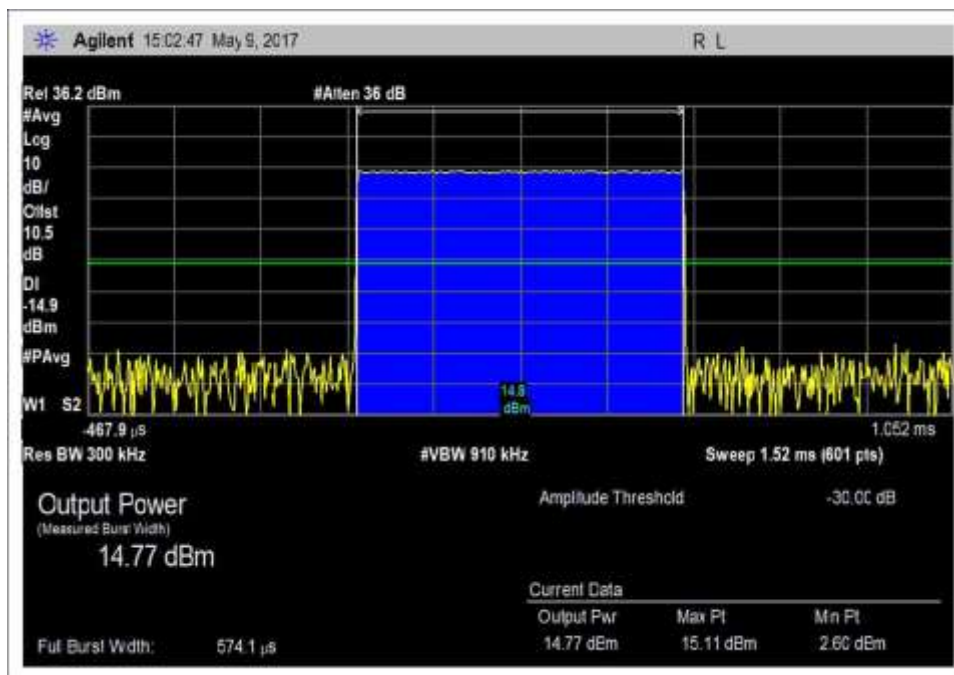 Agilent 15:02:47 May 9, 2017 R L
Ref 36.2 dBm #Atten 36 dB
#Avg
Log
10
dB/
Offst
10.5
dB
DI
-14.9
dBm
#PAvg
W1 S2
14.8
dBm
-467.9 µs 1.052 ms
Res BW 300 kHz #VBW 910 kHz Sweep 1.52 ms (601 pts)
Output Power Amplitude Threshold -30.00 dB
(Measured Burst Width)
14.77 dBm
Current Data
Output Pwr Max Pt Min Pt
Full Burst Width: 574.1 µs 14.77 dBm 15.11 dBm 2.60 dBm